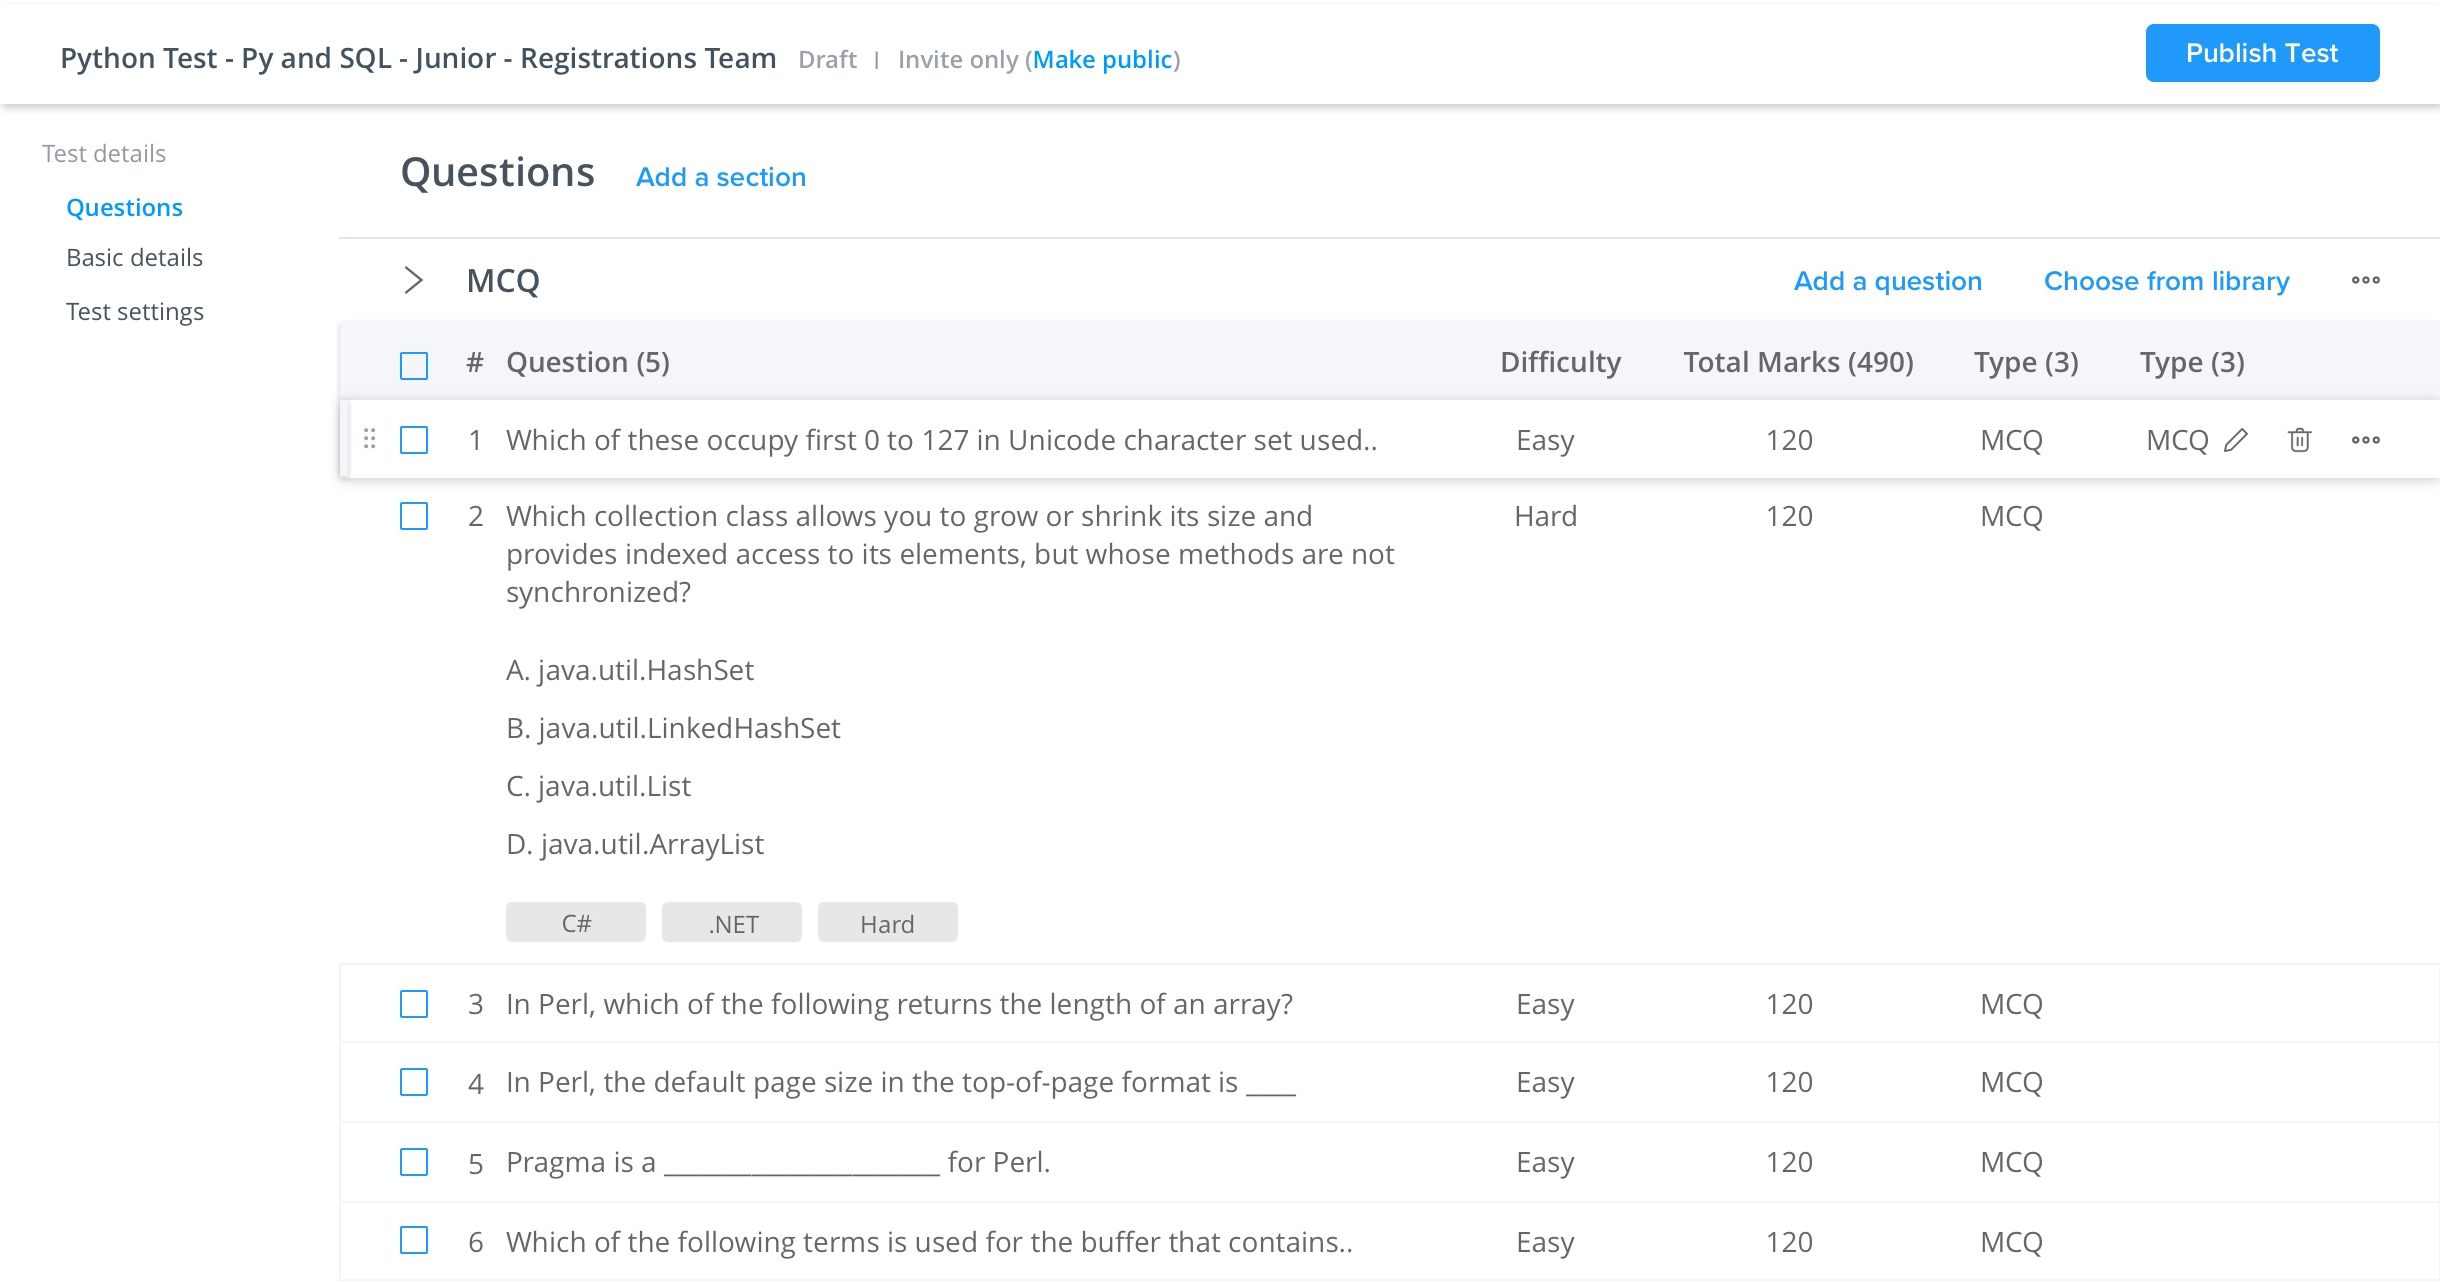 Python Test - Py and SQL - Junior - Registrations Team Draft | Invite only (Make public)
Publish Test
Test details
Questions
Basic details
Test settings
Questions Add a section
MCQ Add a question Choose from library
# Question (5) Difficulty Total Marks (490) Type (3) Type (3)
1 Which of these occupy first 0 to 127 in Unicode character set used.. Easy 120 MCQ MCQ
2 Which collection class allows you to grow or shrink its size and Hard 120 MCQ
provides indexed access to its elements, but whose methods are not
synchronized?
A. java.util.HashSet
B. java.util.LinkedHashSet
C. java.util.List
D. java.util.ArrayList
C# .NET Hard
3 In Perl, which of the following returns the length of an array? Easy 120 MCQ
4 In Perl, the default page size in the top-of-page format is ____ Easy 120 MCQ
5 Pragma is a ______________________ for Perl. Easy 120 MCQ
6 Which of the following terms is used for the buffer that contains.. Easy 120 MCQ